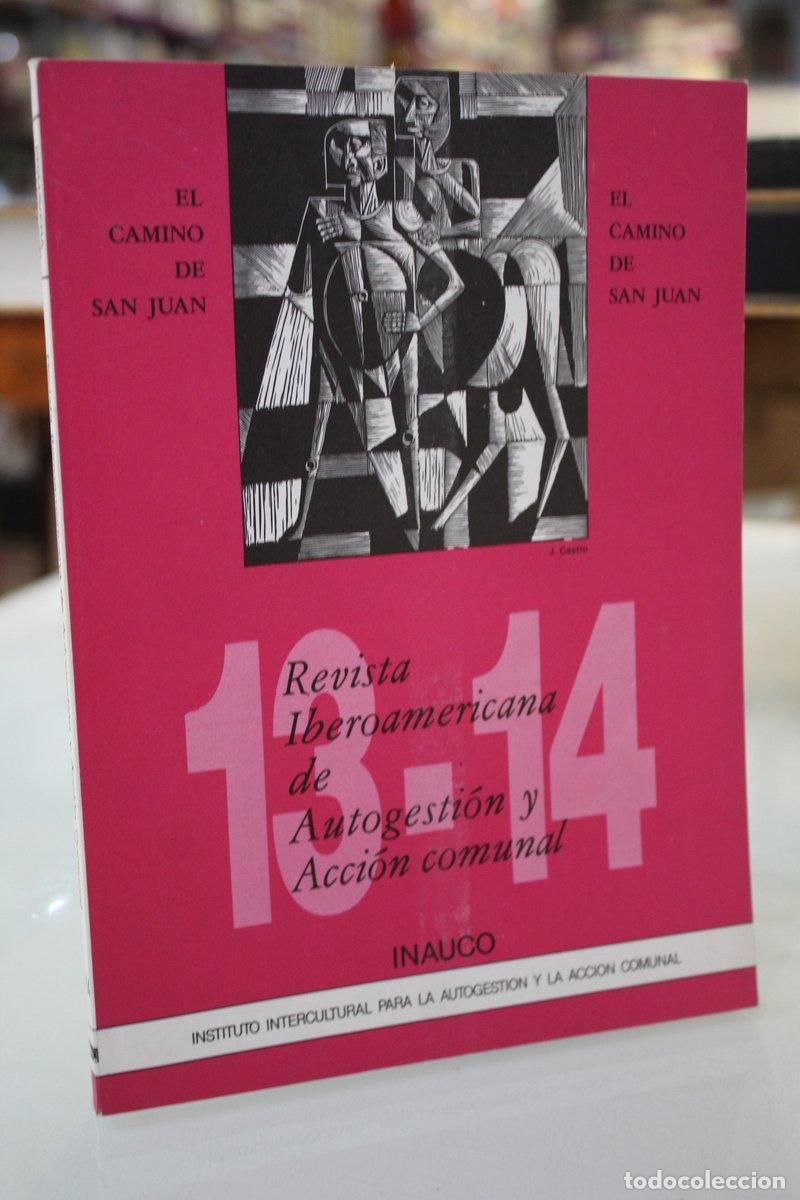 EL
CAMINO
DE
SAN JUAN
EL
CAMINO
DE
SAN JUAN
J. Castro
13-14
Revista
Iberoamericana
de
Autogestión y
Acción comunal
INAUCO
INSTITUTO INTERCULTURAL PARA LA AUTOGESTION Y LA ACCION COMUNAL
todocoleccion